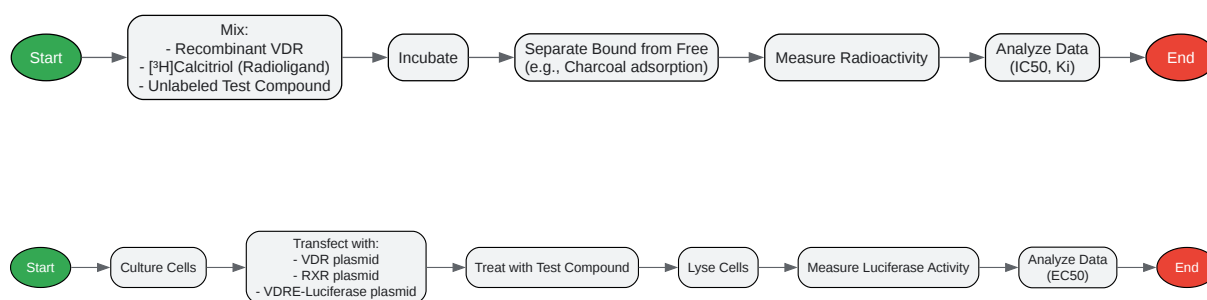 Start
Mix:
- Recombinant VDR
- [³H]Calcitriol (Radioligand)
- Unlabeled Test Compound
Incubate
Separate Bound from Free
(e.g., Charcoal adsorption)
Measure Radioactivity
Analyze Data
(IC50, Ki)
End
Start
Culture Cells
Transfect with:
- VDR plasmid
- RXR plasmid
- VDRE-Luciferase plasmid
Treat with Test Compound
Lyse Cells
Measure Luciferase Activity
Analyze Data
(EC50)
End